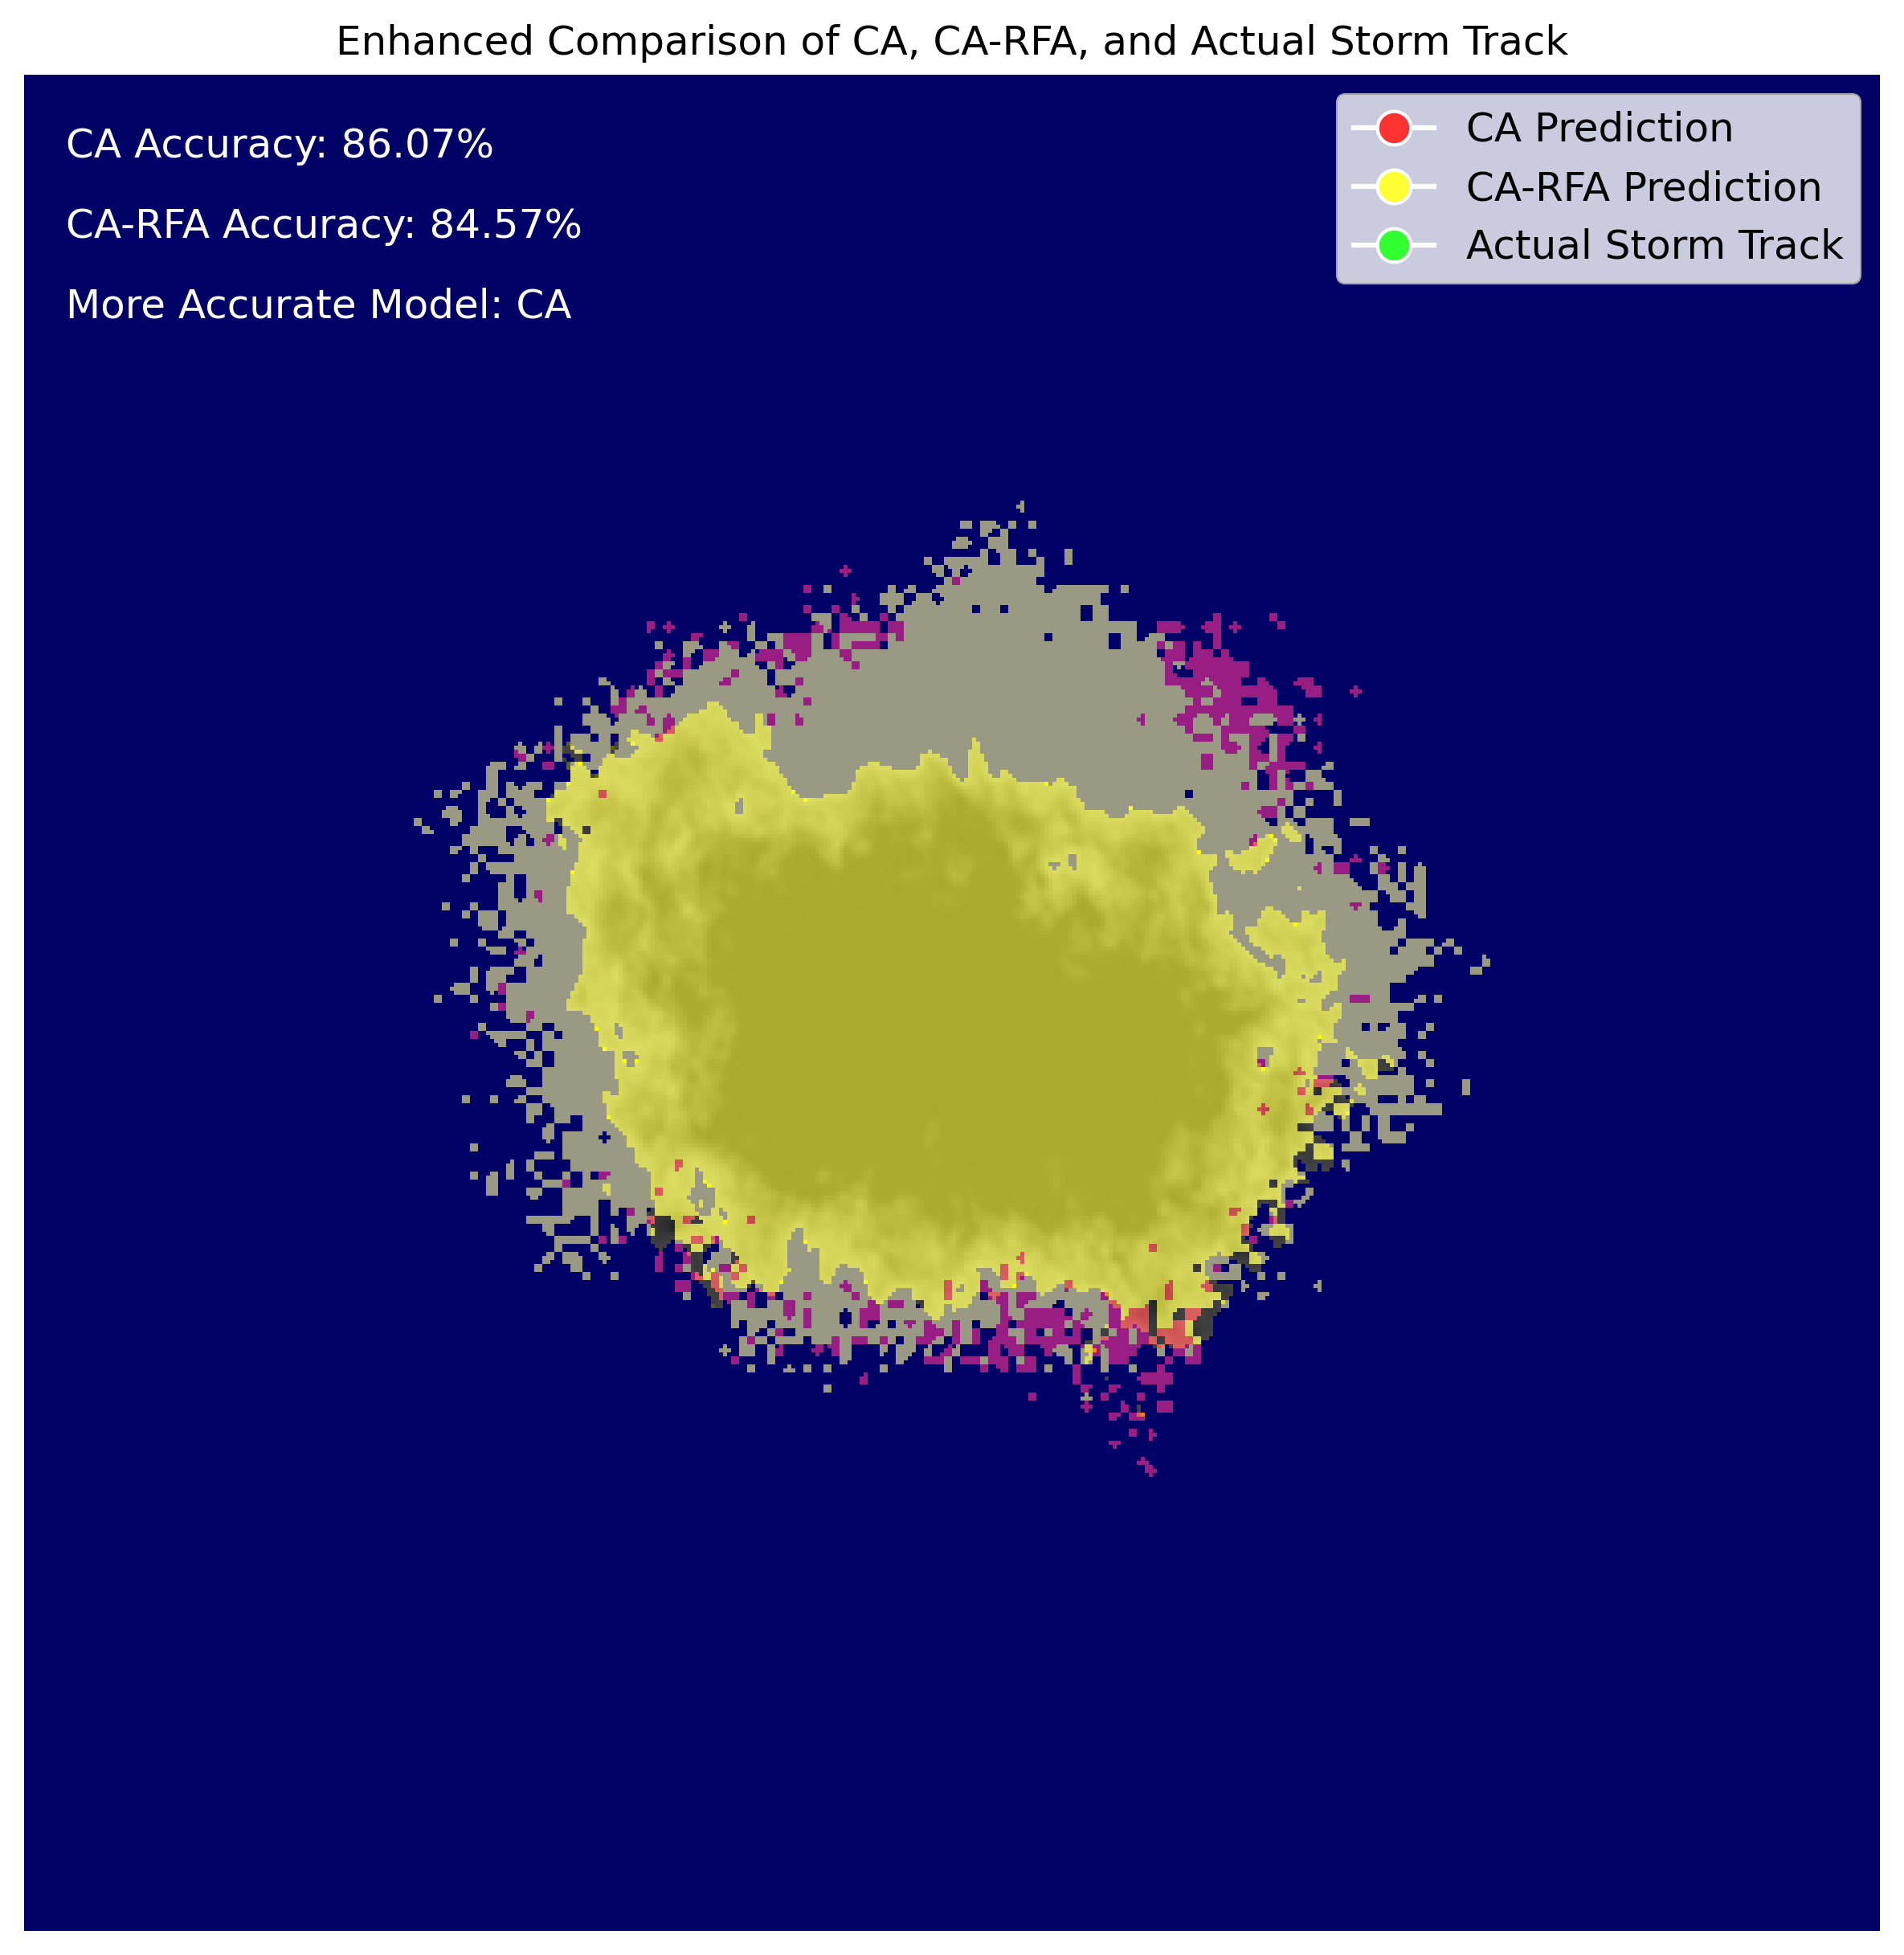 Enhanced Comparison of CA, CA-RFA, and Actual Storm Track
CA Accuracy: 86.07%
CA-RFA Accuracy: 84.57%
More Accurate Model: CA
CA Prediction
CA-RFA Prediction
Actual Storm Track